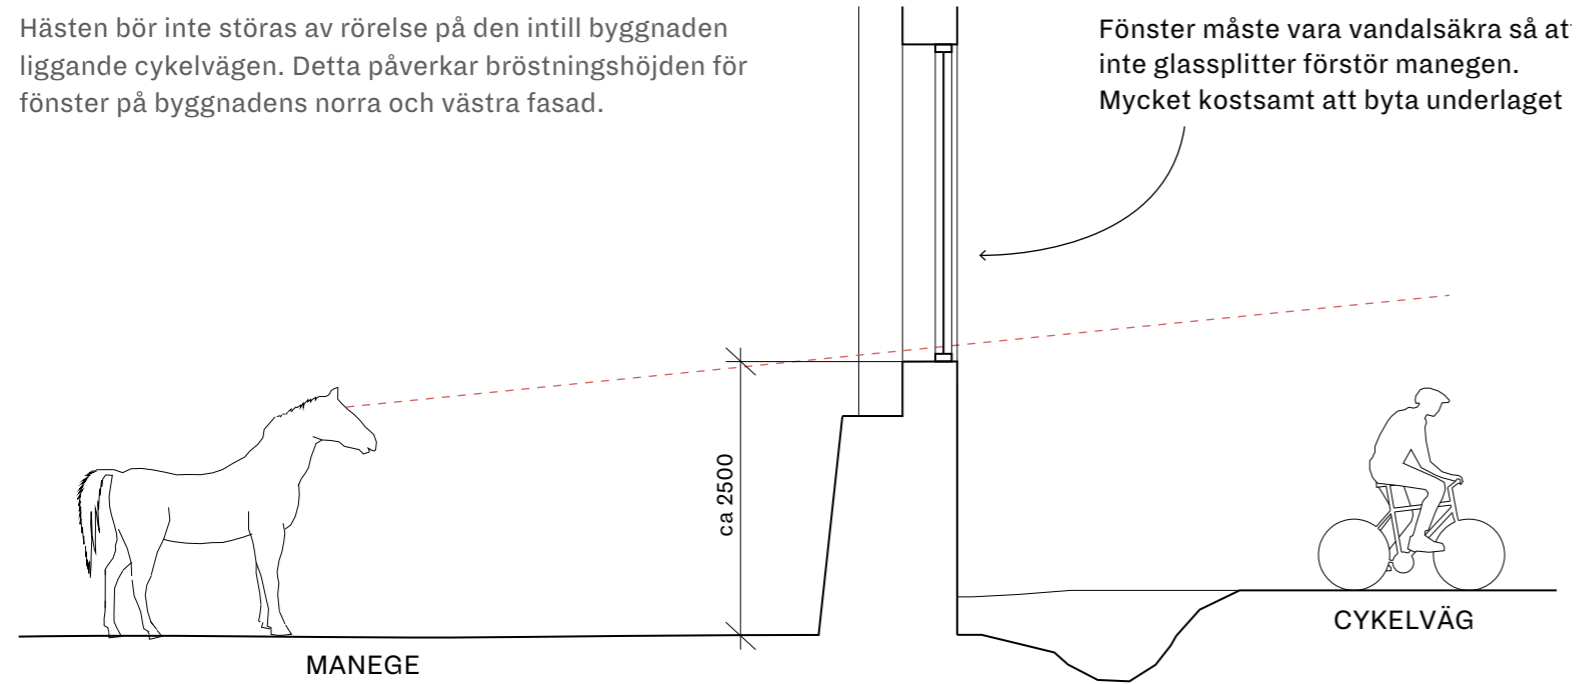 Hästen bör inte störas av rörelse på den intill byggnaden
liggande cykelvägen. Detta påverkar bröstningshöjden för
fönster på byggnadens norra och västra fasad.
Fönster måste vara vandalsäkra så att
inte glassplitter förstör manegen.
Mycket kostsamt att byta underlaget
ca 2500
MANEGE
CYKELVÄG